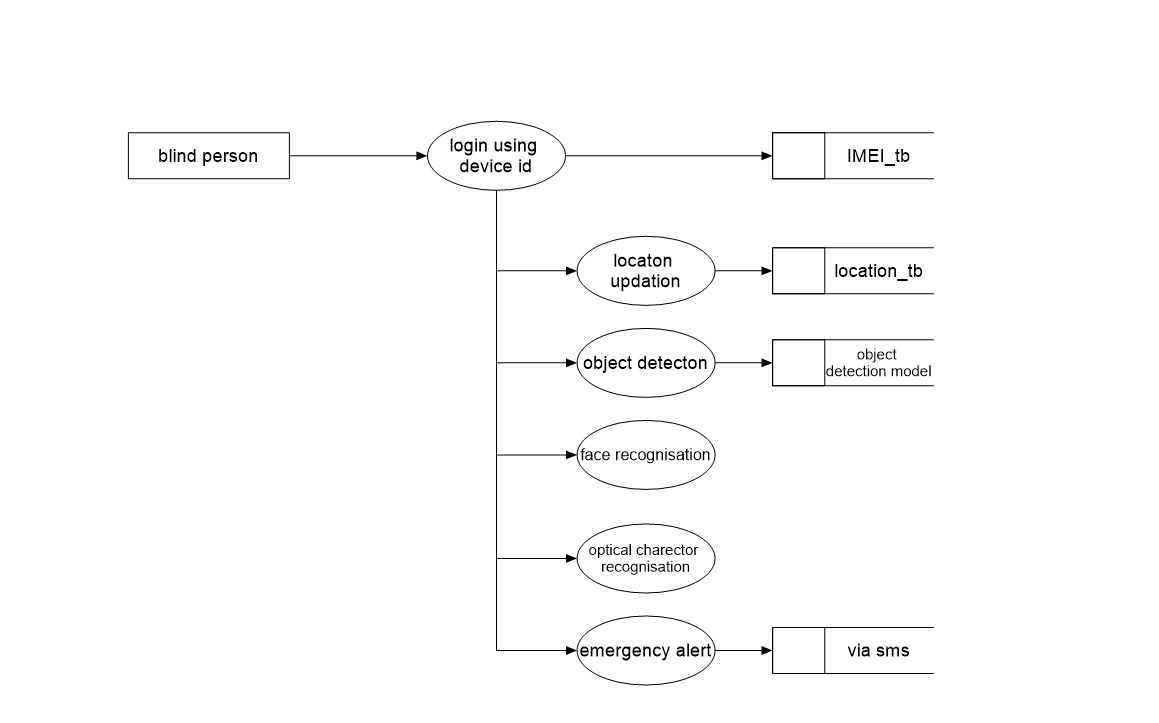 blind person
login using
device id
IMEI_tb
locaton
updation
location_tb
object detecton
object
detection model
face recognisation
optical charector
recognisation
emergency alert
via sms